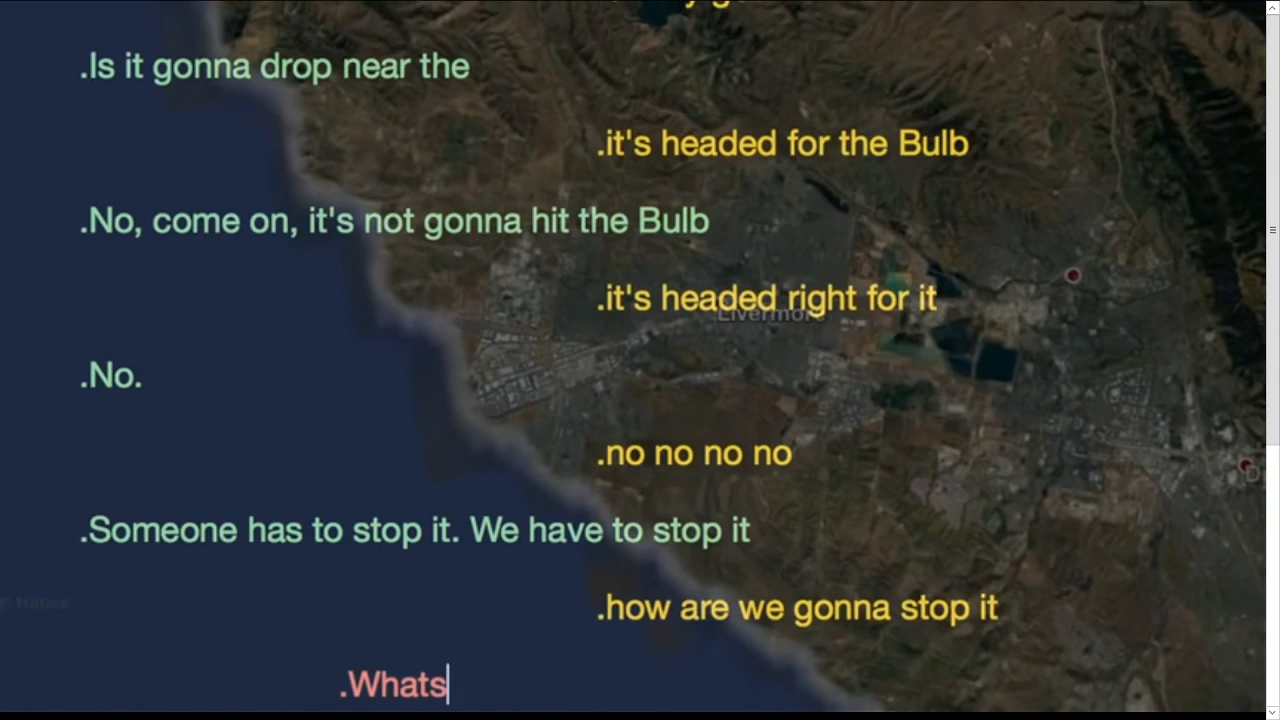 .Is it gonna drop near the
.it's headed for the Bulb
.No, come on, it's not gonna hit the Bulb
.it's headed right for it
Livermore
.No.
.no no no no
.Someone has to stop it. We have to stop it
.how are we gonna stop it
.Whats